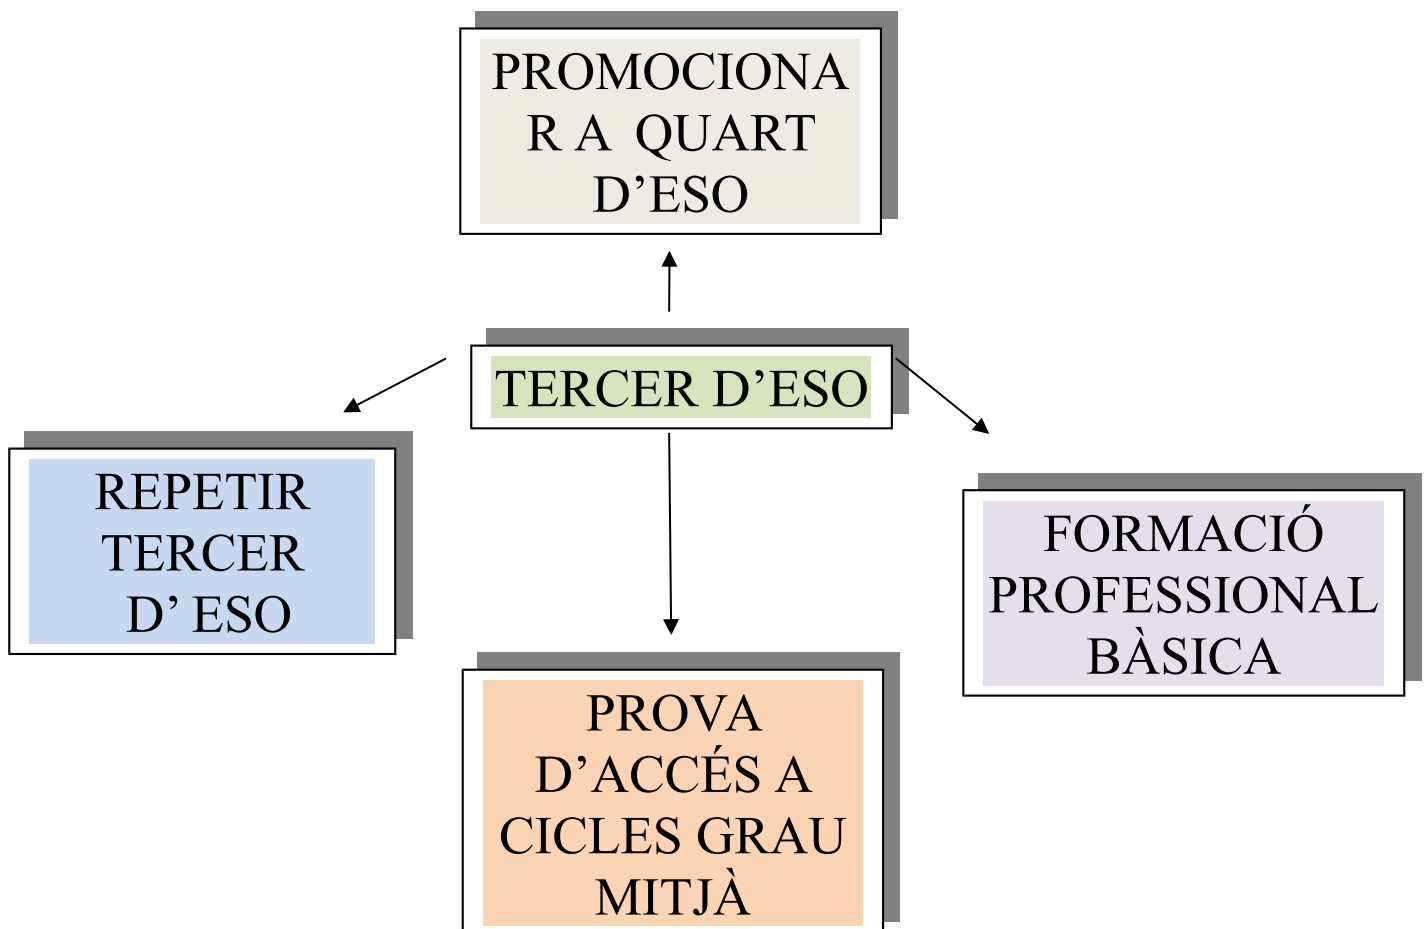 PROMOCIONA
R A  QUART
D’ESO
TERCER D’ESO
REPETIR
TERCER
D’ ESO
FORMACIÓ
PROFESSIONAL
BÀSICA
PROVA
D’ACCÉS A
CICLES GRAU
MITJÀ